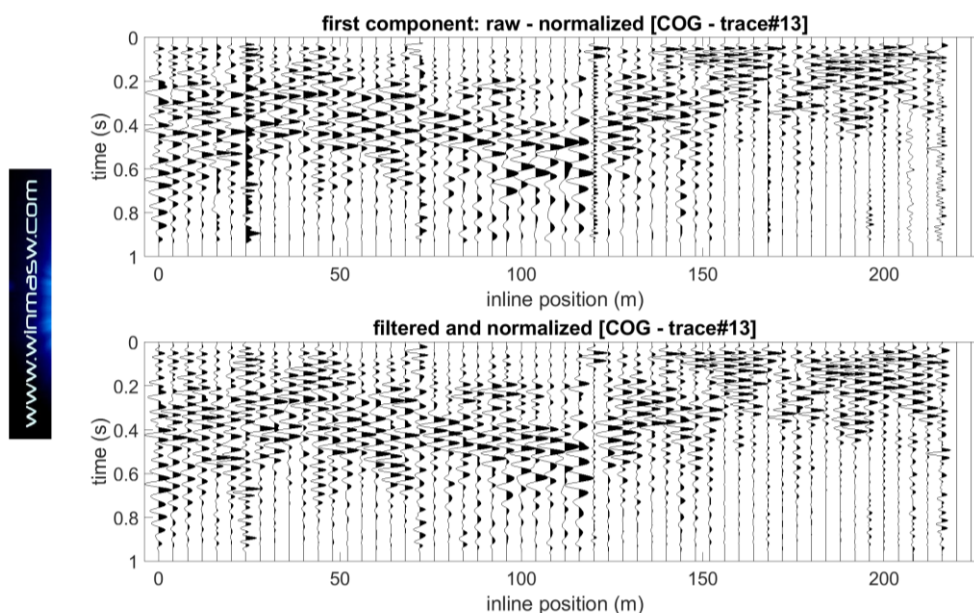 www.winmasw.com
first component: raw - normalized [COG - trace#13]
0
0.2
0.4
0.6
0.8
1
time (s)
0 50 100 150 200
inline position (m)
filtered and normalized [COG - trace#13]
0
0.2
0.4
0.6
0.8
1
time (s)
0 50 100 150 200
inline position (m)